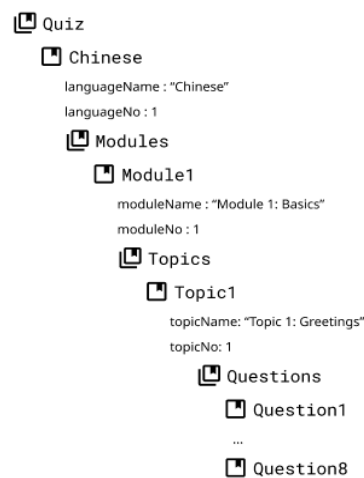 Quiz
Chinese
languageName : “Chinese”
languageNo : 1
Modules
Module1
moduleName : “Module 1: Basics”
moduleNo : 1
Topics
Topic1
topicName: “Topic 1: Greetings”
topicNo: 1
Questions
Question1
...
Question8